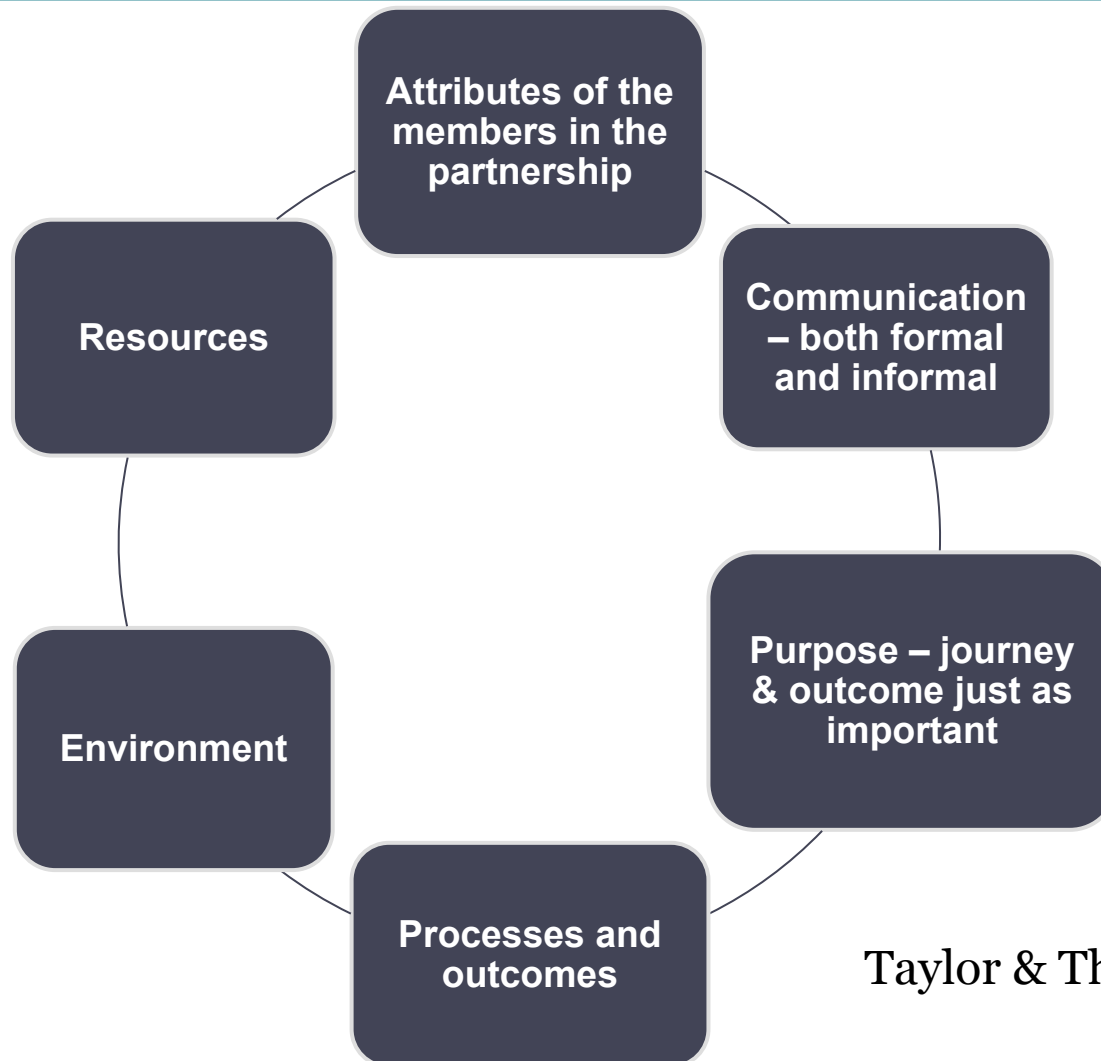 Attributes of the
members in the
partnership
Communication
– both formal
and informal
Purpose – journey
& outcome just as
important
Processes and
outcomes
Environment
Resources
Taylor &